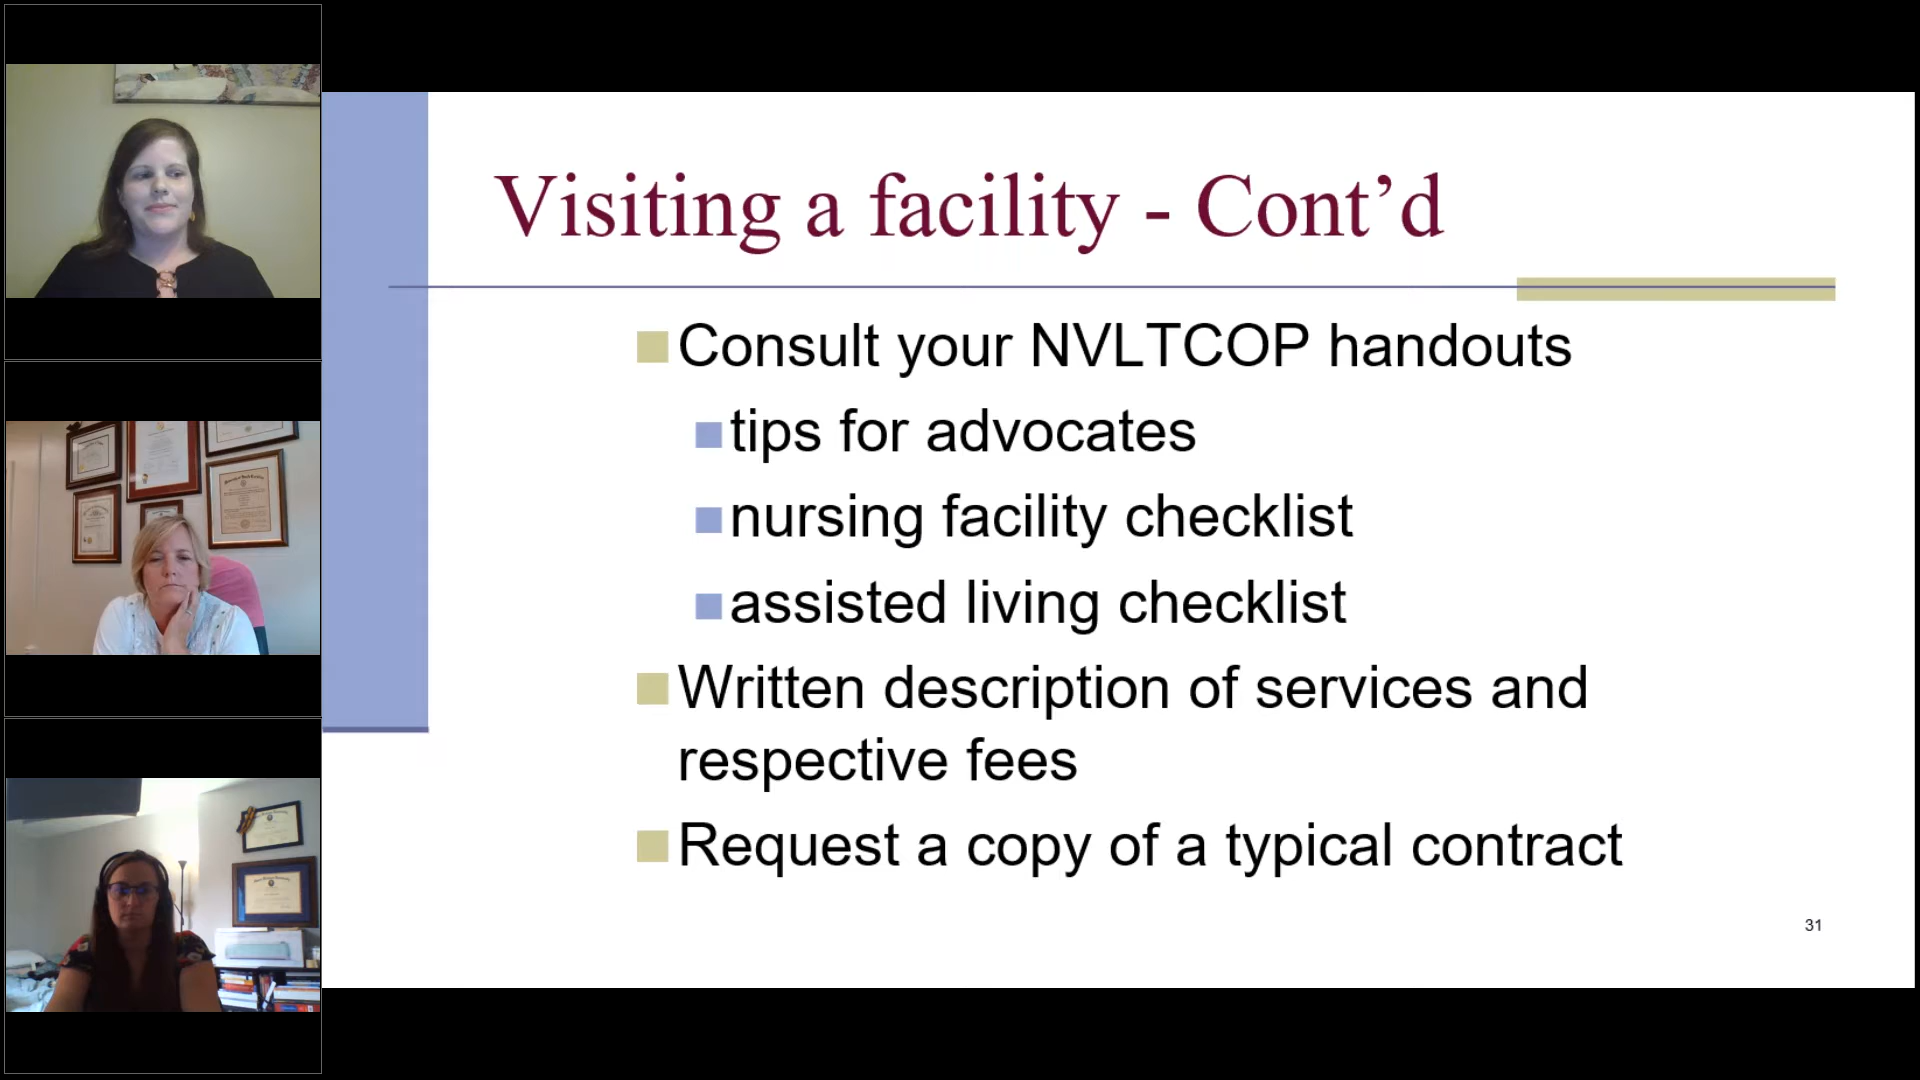 Visiting a facility - Cont’d
Consult your NVLTCOP handouts
tips for advocates
nursing facility checklist
assisted living checklist
Written description of services and
respective fees
Request a copy of a typical contract
31